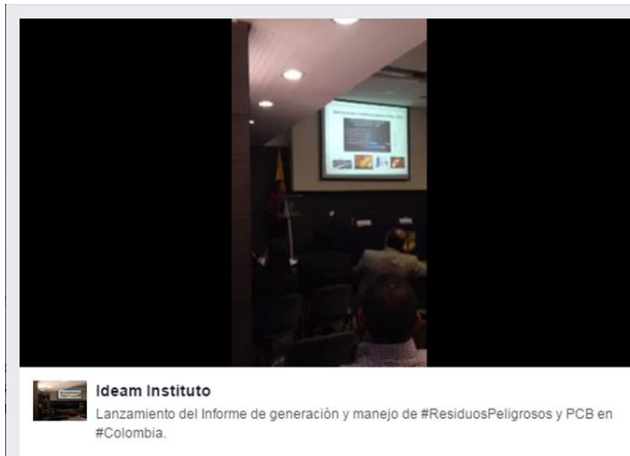 Ideam Instituto
Lanzamiento del Informe de generación y manejo de #ResiduosPeligrosos y PCB en
#Colombia.